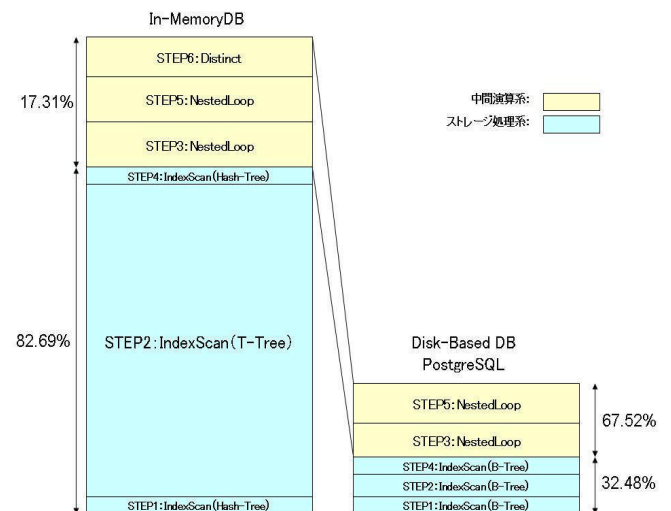 In-MemoryDB
STEP6:Distinct
17.31%
STEP5:NestedLoop
中間演算系:
ストレージ処理系:
STEP3:NestedLoop
STEP4:IndexScan(Hash-Tree)
82.69%
STEP2:IndexScan(T-Tree)
Disk-Based DB
PostgreSQL
STEP5:NestedLoop
67.52%
STEP3:NestedLoop
STEP4:IndexScan(B-Tree)
STEP2:IndexScan(B-Tree)
32.48%
STEP1:IndexScan(Hash-Tree)
STEP1:IndexScan(B-Tree)